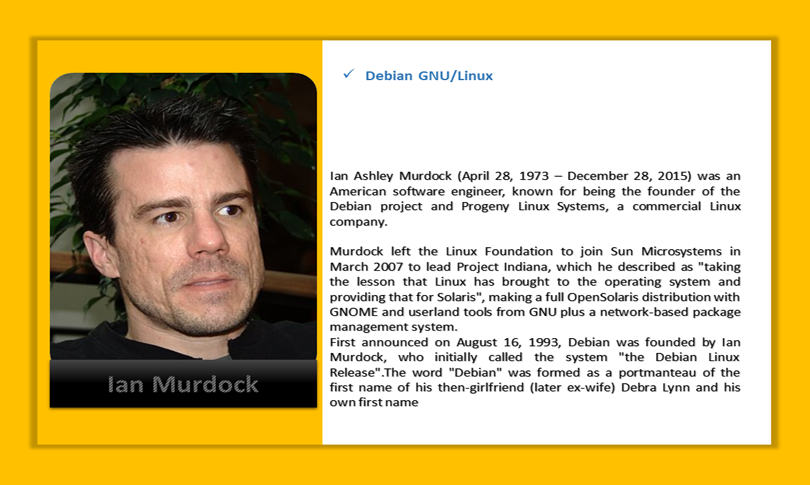 Debian GNU/Linux
Ian Ashley Murdock (April 28, 1973 – December 28, 2015) was an
American software engineer, known for being the founder of the
Debian project and Progeny Linux Systems, a commercial Linux
company.
Murdock left the Linux Foundation to join Sun Microsystems in
March 2007 to lead Project Indiana, which he described as "taking
the lesson that Linux has brought to the operating system and
providing that for Solaris", making a full OpenSolaris distribution with
GNOME and userland tools from GNU plus a network-based package
management system.
First announced on August 16, 1993, Debian was founded by Ian
Murdock, who initially called the system "the Debian Linux
Release".The word "Debian" was formed as a portmanteau of the
first name of his then-girlfriend (later ex-wife) Debra Lynn and his
own first name
Ian Murdock